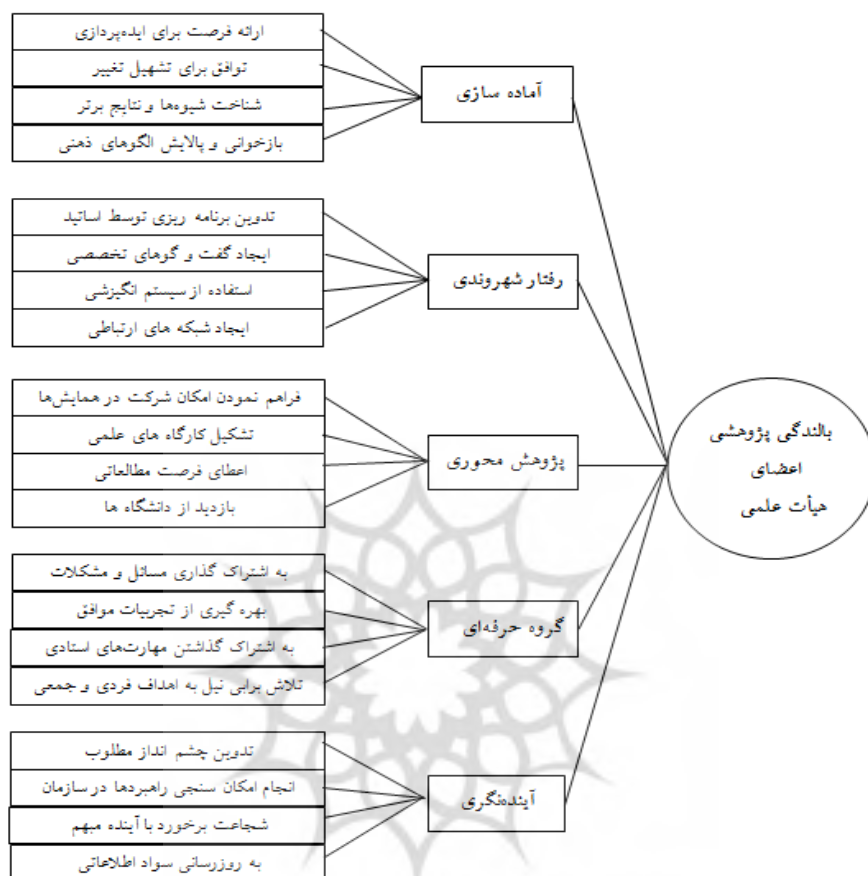 بالندگی پژوهشی
اعضای
هیأت علمی
آماده سازی
ارائه فرصت برای ایده‌پردازی
توافق برای تشهیل تغییر
شناخت شیوه‌ها و نتایج برتر
بازخوانی و پالایش الگوهای ذهنی
رفتار شهروندی
تدوین برنامه ریزی توسط اساتید
ایجاد گفت و گوهای تخصصی
استفاده از سیستم انگیزشی
ایجاد شبکه های ارتباطی
پژوهش محوری
فراهم نمودن امکان شرکت در همایش‌ها
تشکیل کارگاه های علمی
اعطای فرصت مطالعاتی
بازدید از دانشگاه ها
گروه حرفه‌ای
به اشتراک گذاری مسائل و مشکلات
بهره گیری از تجربیات موافق
به اشتراک گذاشتن مهارت‌های استادی
تلاش برابی نیل به اهداف فردی و جمعی
آینده‌نگری
تدوین چشم انداز مطلوب
انجام امکان سنجی راهبردها در سازمان
شجاعت برخورد با آینده مبهم
به روزرسانی سواد اطلاعاتی